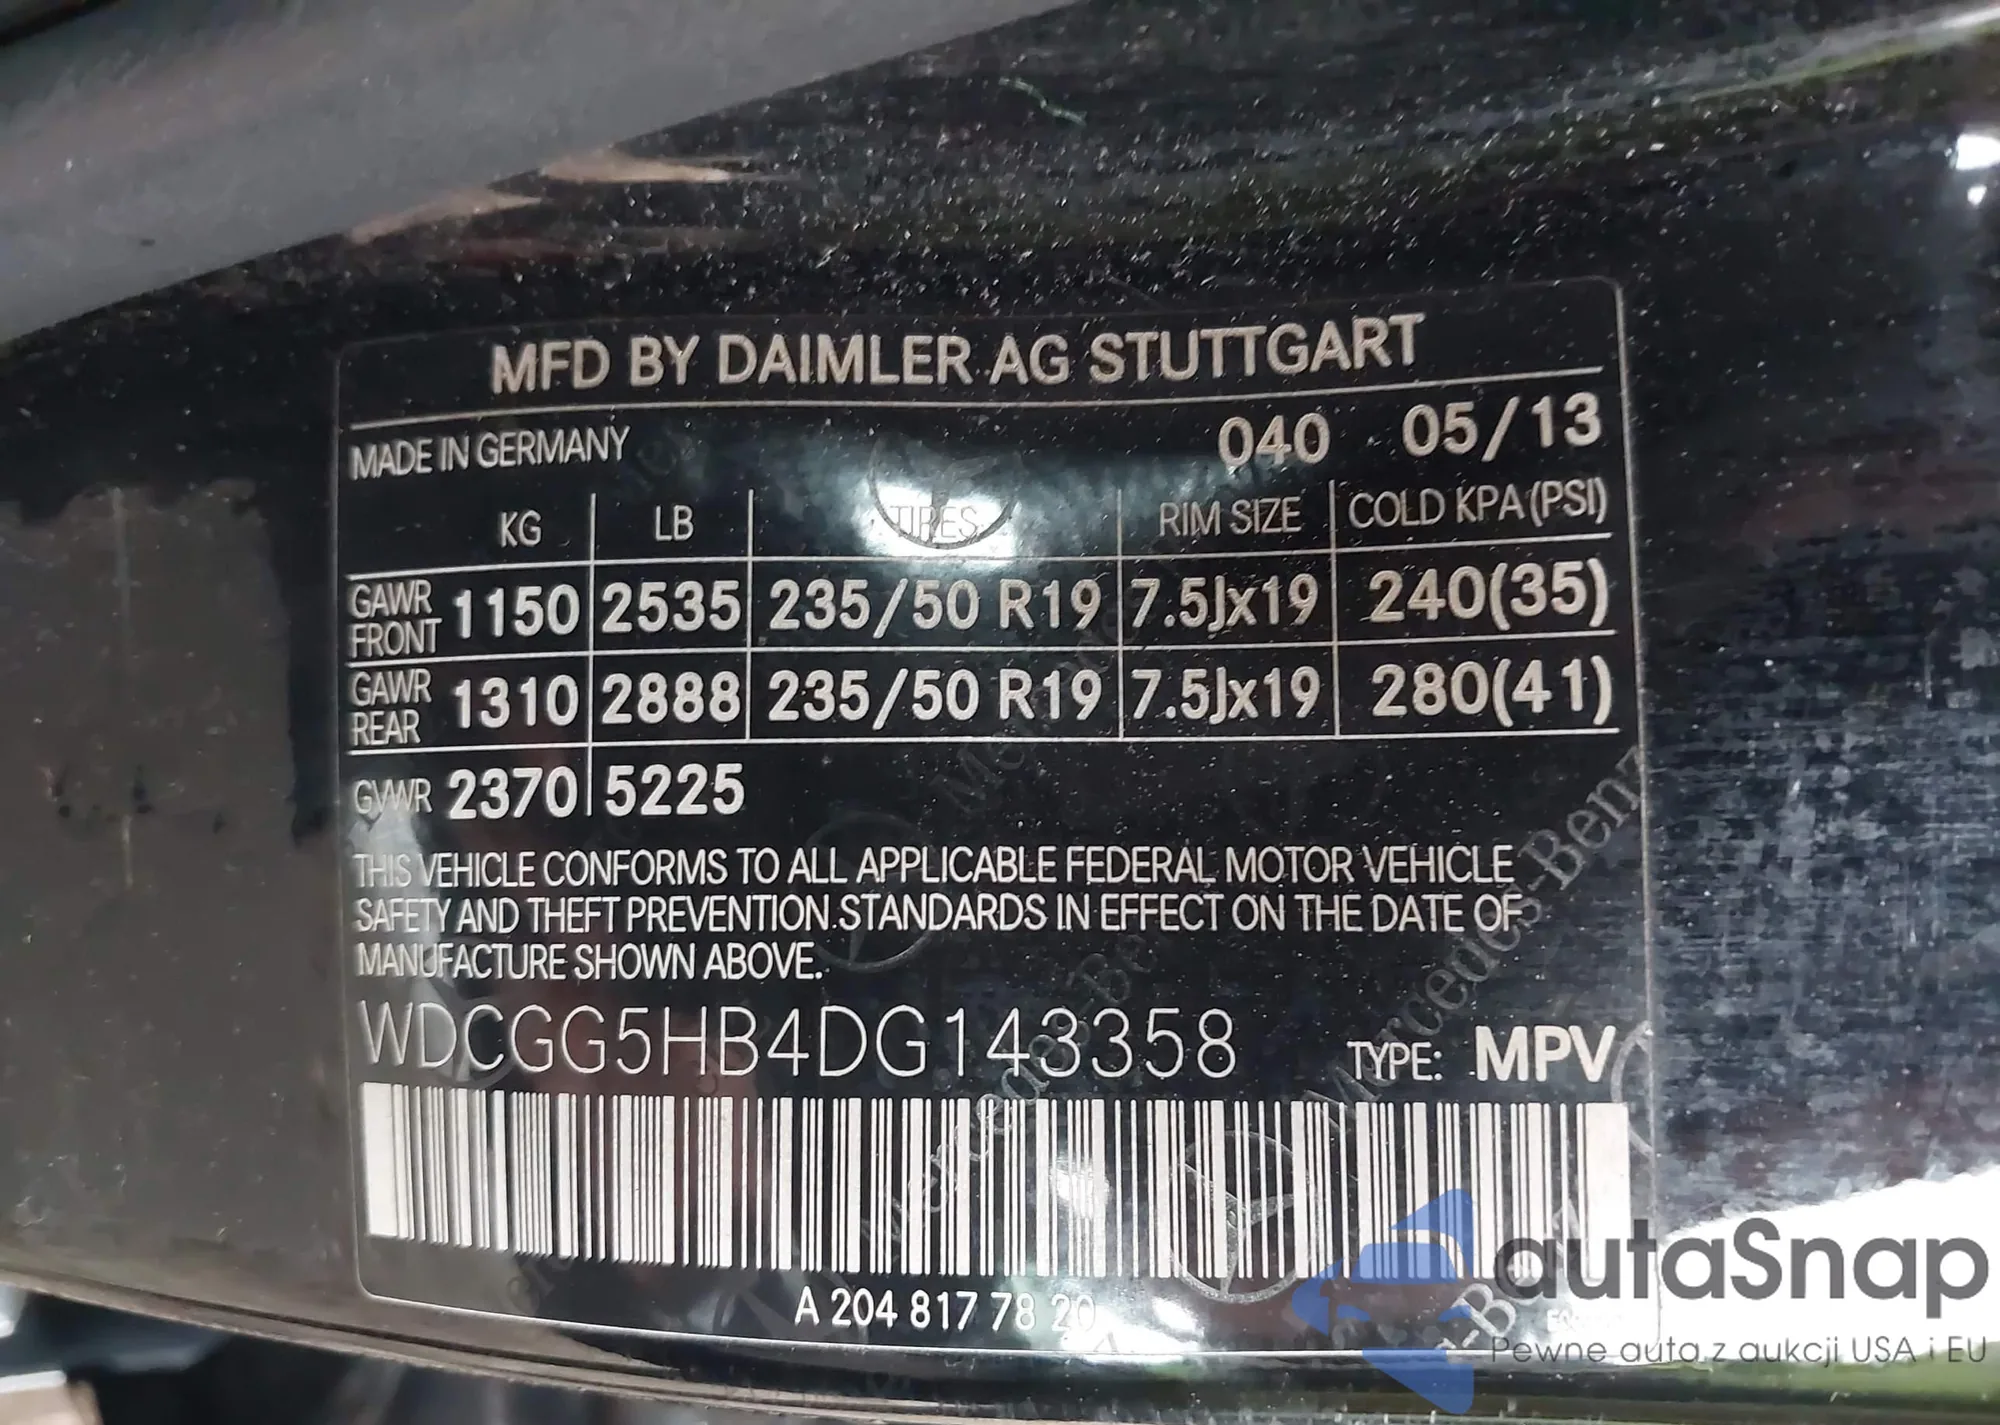 MFD BY DAIMLER AG STUTTGART
MADE IN GERMANY 040 05/13
KG LB TIRES RIM SIZE COLD KPA (PSI)
GAWR FRONT 1150 2535 235/50 R19 7.5Jx19 240(35)
GAWR REAR 1310 2888 235/50 R19 7.5Jx19 280(41)
GVWR 2370 5225
THIS VEHICLE CONFORMS TO ALL APPLICABLE FEDERAL MOTOR VEHICLE
SAFETY AND THEFT PREVENTION STANDARDS IN EFFECT ON THE DATE OF
MANUFACTURE SHOWN ABOVE.
WDCGG5HB4DG143358 TYPE: MPV
A 204 817 78 20
Mercedes-Benz
autaSnap
Pewne auta z aukcji USA i EU